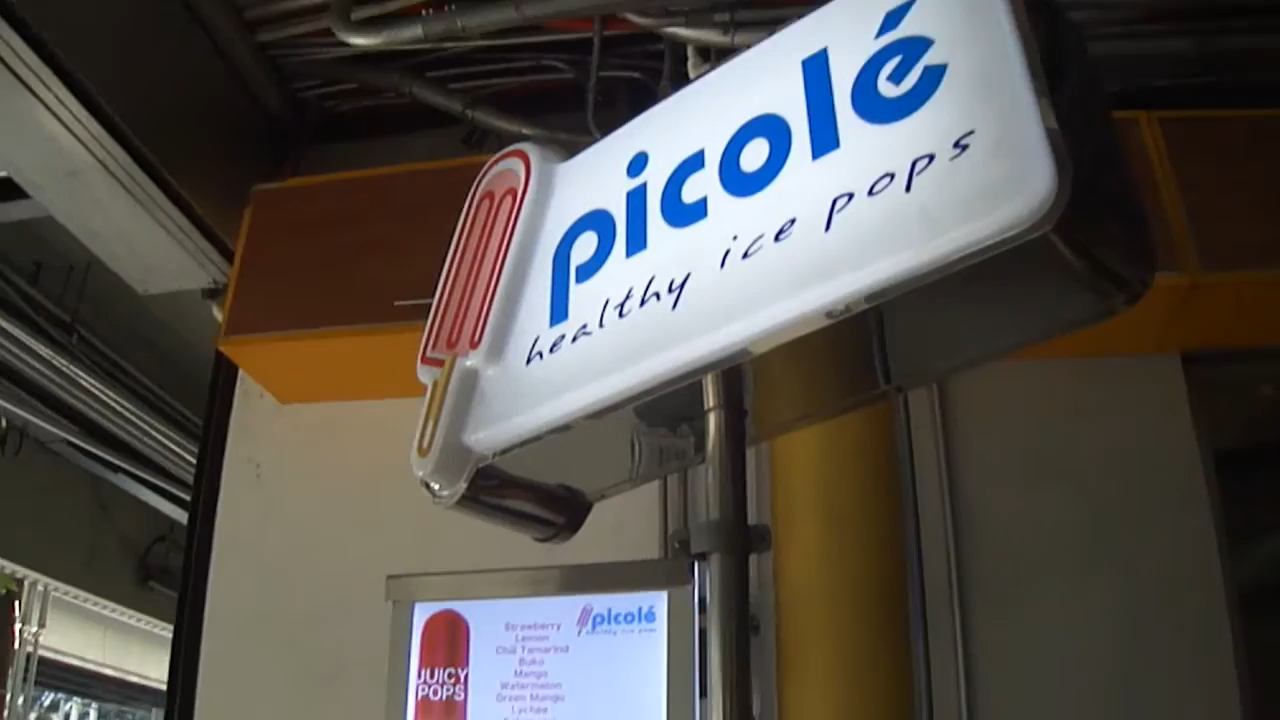 picolé
healthy ice pops
picolé
healthy ice pops
JUICY
POPS
Strawberry
Lemon
Chili Tamarind
Buko
Mango
Watermelon
Green Mango
Lychee